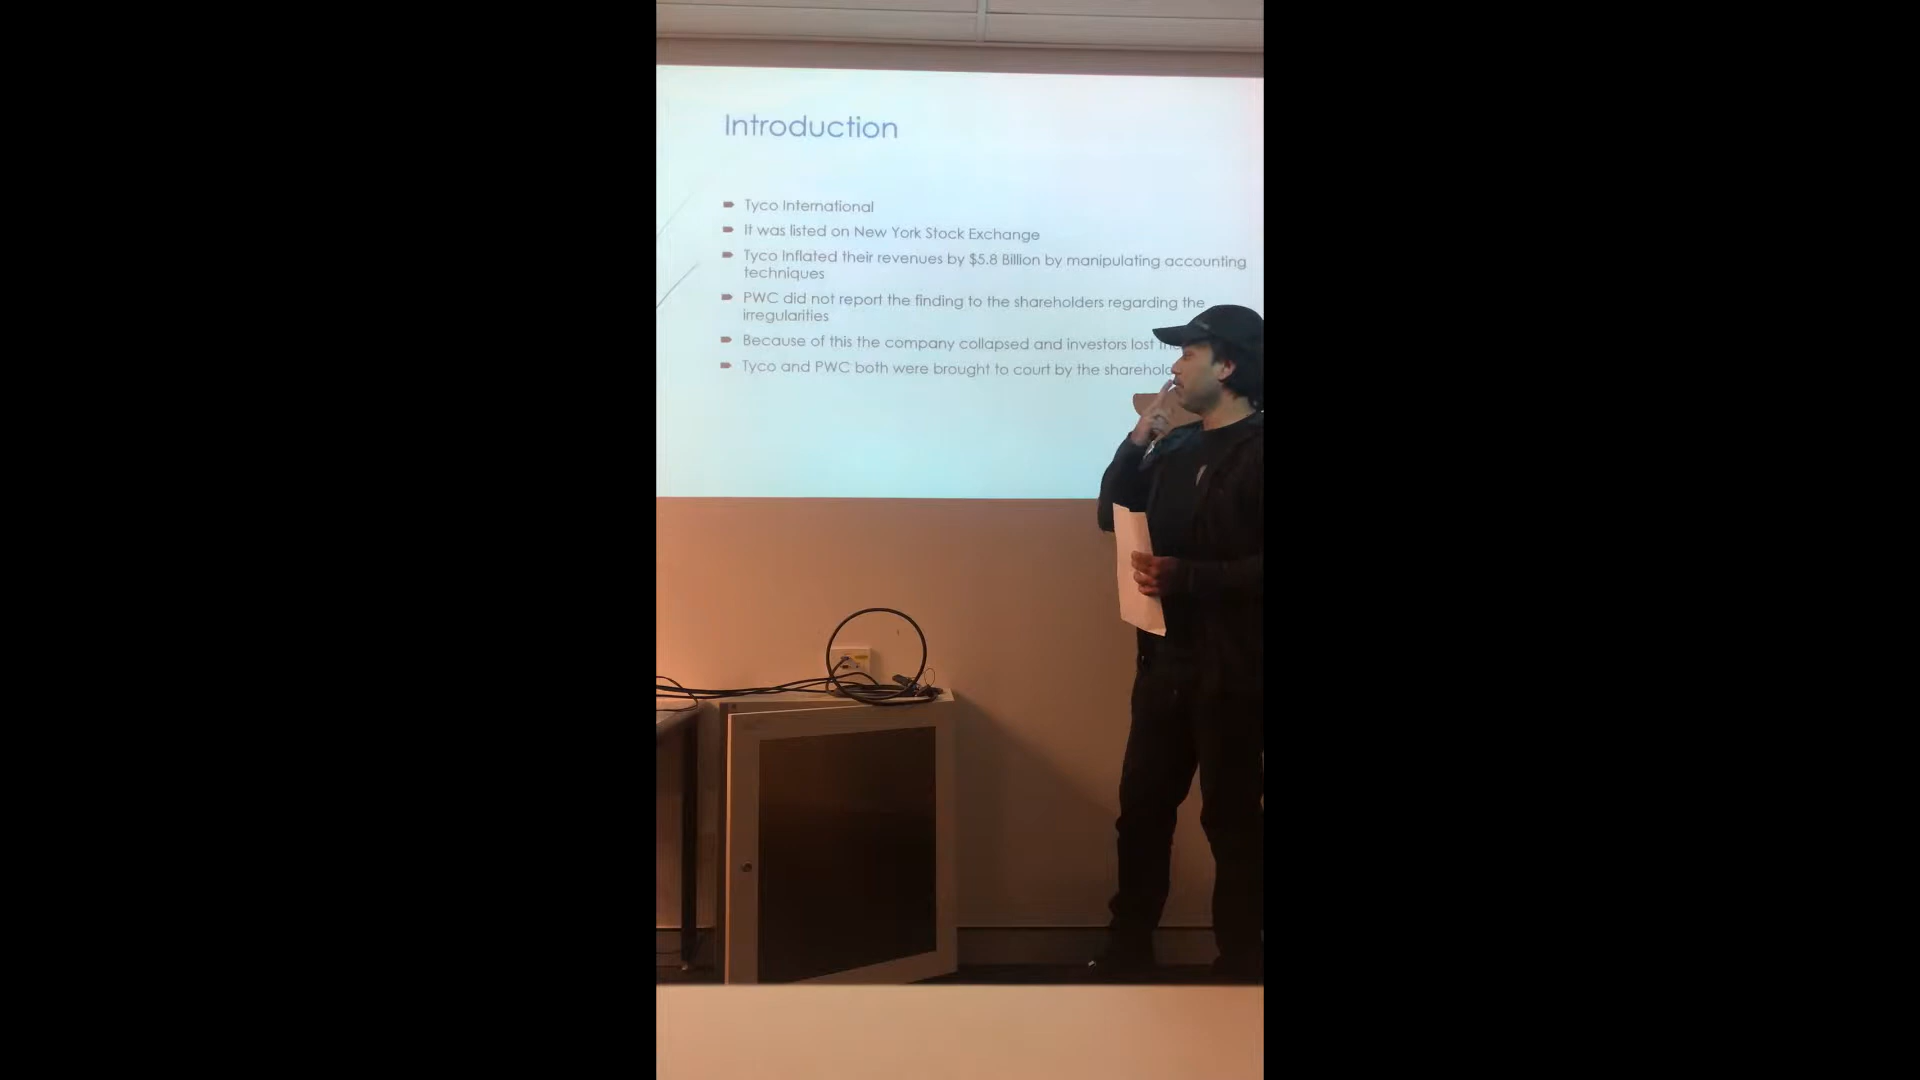 Introduction
Tyco International
It was listed on New York Stock Exchange
Tyco Inflated their revenues by $5.8 Billion by manipulating accounting
techniques
PWC did not report the finding to the shareholders regarding the
irregularities
Because of this the company collapsed and investors lost
Tyco and PWC both were brought to court by the